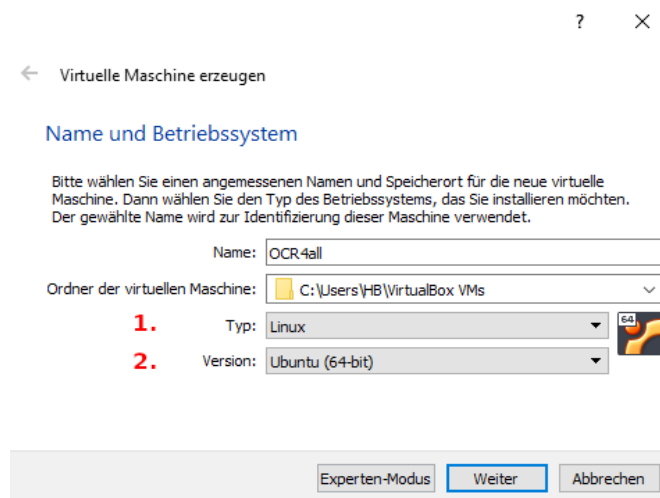 ?
Virtuelle Maschine erzeugen
Name und Betriebssystem
Bitte wählen Sie einen angemessenen Namen und Speicherort für die neue virtuelle
Maschine. Dann wählen Sie den Typ des Betriebssystems, das Sie installieren möchten.
Der gewählte Name wird zur Identifizierung dieser Maschine verwendet.
Name: OCR4all
Ordner der virtuellen Maschine: C:\Users\HB\VirtualBox VMs
1. Typ: Linux
64
2. Version: Ubuntu (64-bit)
Experten-Modus Weiter Abbrechen